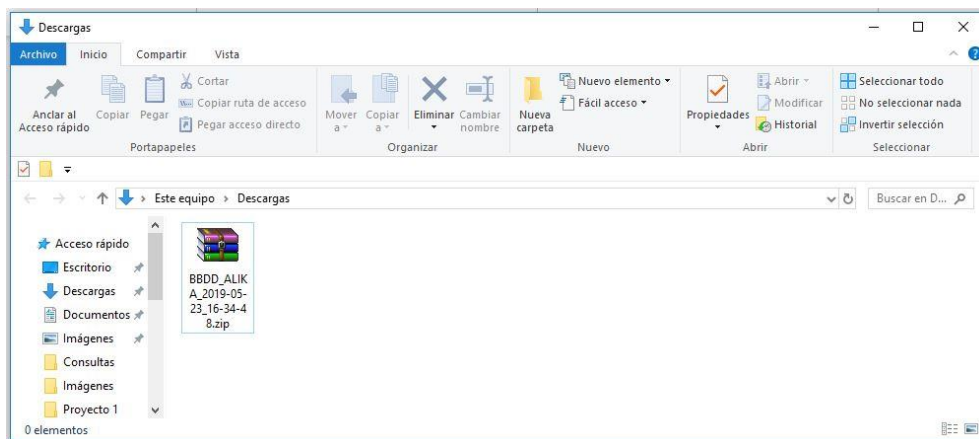 Descargas
Archivo Inicio Compartir Vista
Anclar al
Acceso rápido
Copiar
Pegar
Cortar
Copiar ruta de acceso
Pegar acceso directo
Portapapeles
Mover
a
Copiar
a
Eliminar
Cambiar
nombre
Organizar
Nueva
carpeta
Nuevo elemento
Fácil acceso
Nuevo
Propiedades
Abrir
Modificar
Historial
Abrir
Seleccionar todo
No seleccionar nada
Invertir selección
Seleccionar
Este equipo > Descargas
Buscar en D...
Acceso rápido
Escritorio
Descargas
Documentos
Imágenes
Consultas
Imágenes
Proyecto 1
BBDD_ALIK
A_2019-05-
23_16-34-4
8.zip
0 elementos